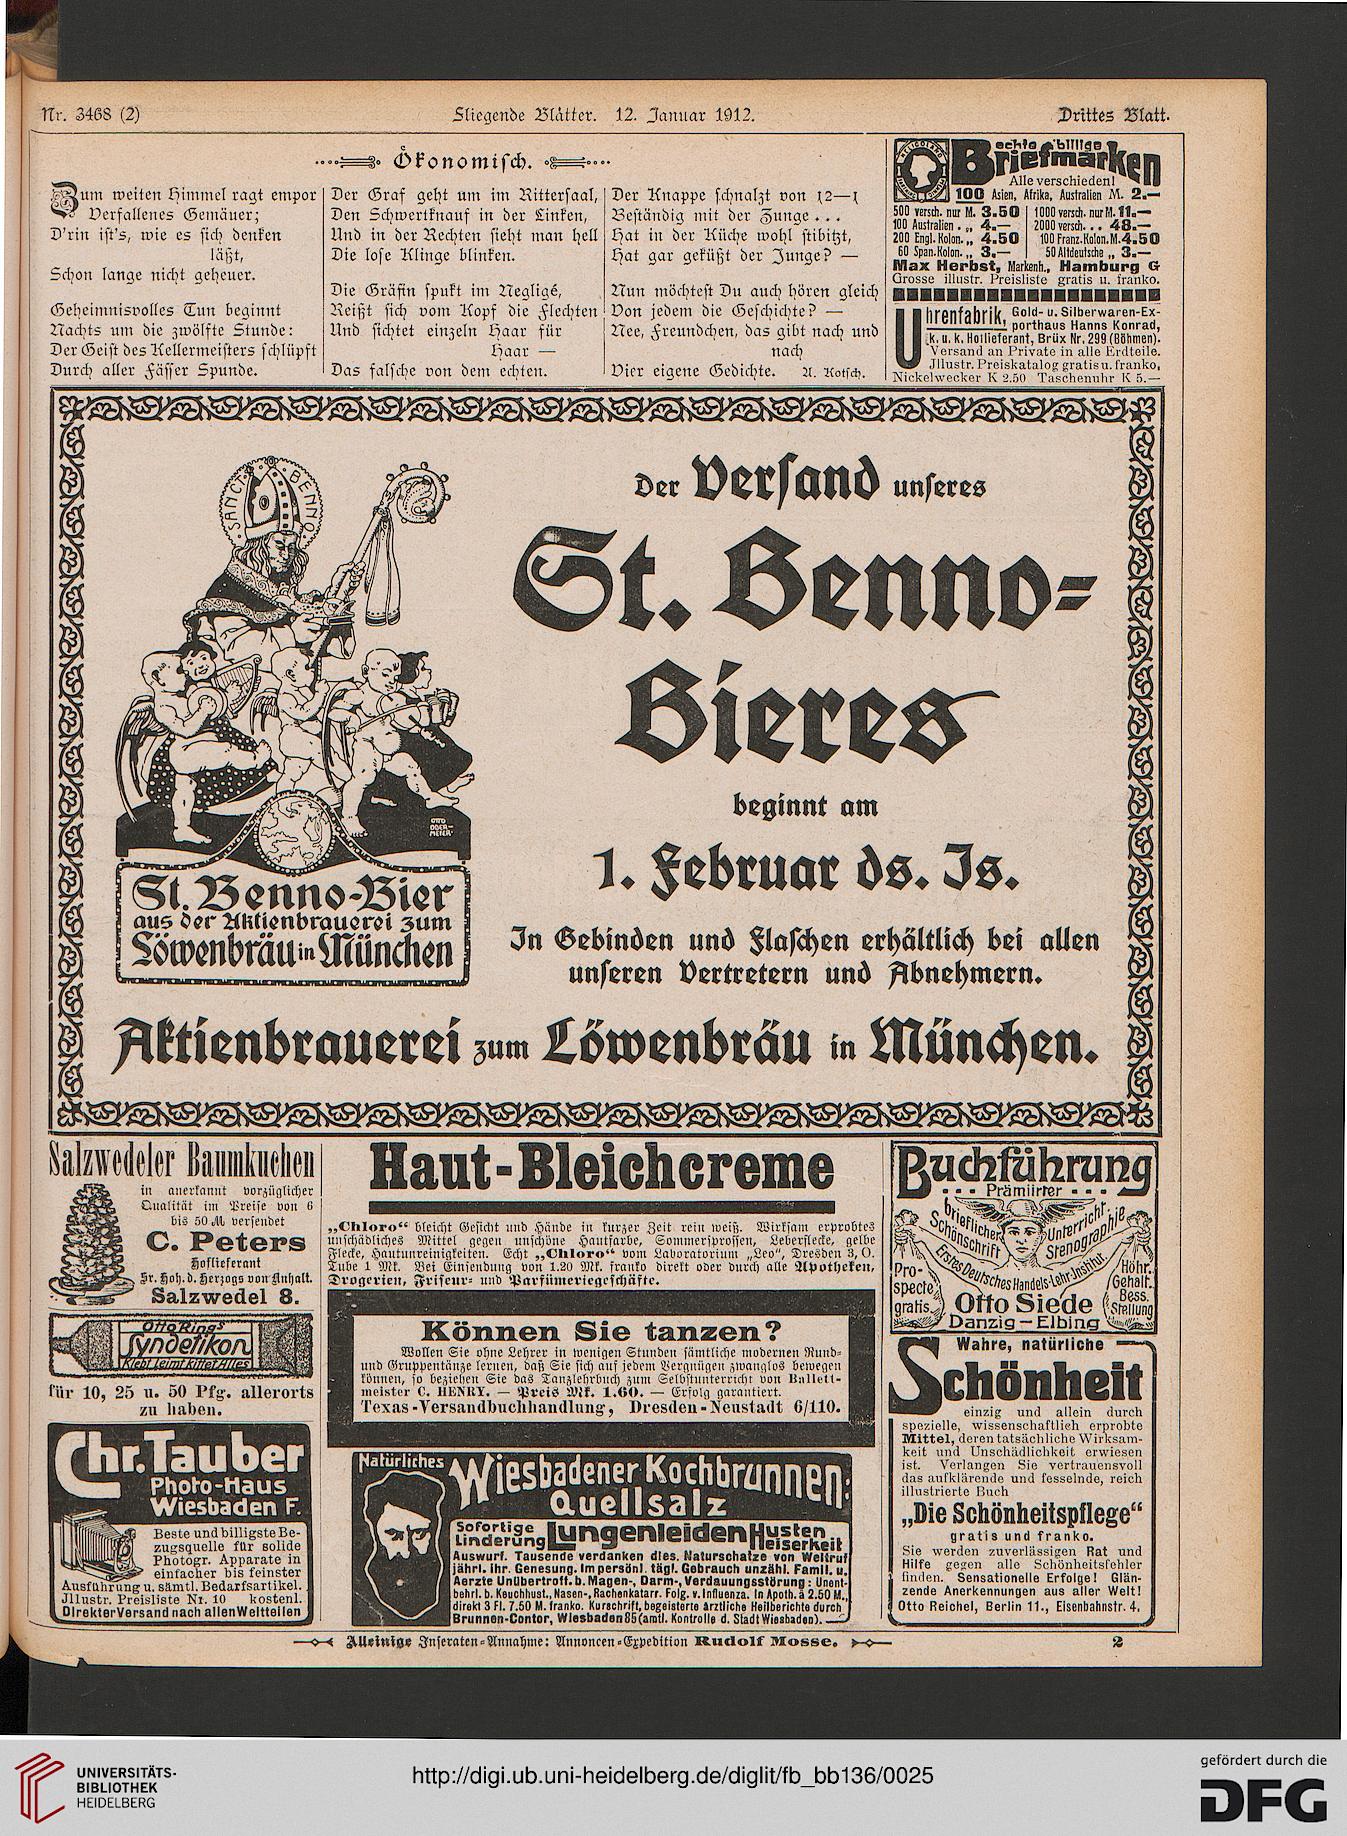 Nr. 3468 (2)
Fliegende Blätter. 12. Januar 1912.
Drittes Blatt.
Ökonomisch.
Zum weiten Himmel ragt empor
Verfallenes Gemäuer;
D'rin ist's, wie es sich denken
läßt,
Schon lange nicht geheuer.
Geheimnisvolles Tun beginnt
Nachts um die zwölfte Stunde:
Der Geist des Kellermeisters schlüpft
Durch aller Fässer Spunde.
Der Graf geht um im Rittersaal,
Den Schwertknauf in der Linken,
Und in der Rechten sieht man hell
Die lose Klinge blinken.
Die Gräfin spukt im Negligé,
Reißt sich vom Kopf die Flechten
Und sichtet einzeln Haar für
Haar —
Das falsche von dem echten.
Der Knappe schnalzt von 12—1
Beständig mit der Zunge ...
Hat in der Küche wohl stibitzt,
Hat gar geküßt der Junge? —
Nun möchtest Du auch hören gleich
Von jedem die Geschichte? —
Nee, Freundchen, das gibt nach und
nach
Vier eigene Gedichte. A. Kotsch.
echte & billige
Briefmarken
Alle verschieden!
100 Asien, Afrika, Australien M. 2.—
500 versch. nur M. 3.50 | 1000 versch. nur M. 11.—
100 Australien . „ 4.— | 2000 versch. . . 48.—
200 Engl. Kolon. „ 4.50 | 100 Franz. Kolon. M. 4.50
60 Span. Kolon. „ 3.— | 50 Altdeutsche „ 3.—
Max Herbst, Markenh., Hamburg G
Grosse illustr. Preisliste gratis u. franko.
Uhrenfabrik, Gold- u. Silberwaren-Ex-
porthaus Hanns Konrad,
k. u. k. Hoflieferant, Brüx Nr. 299 (Böhmen).
Versand an Private in alle Erdteile.
Jllustr. Preiskatalog gratis u. franko.
Nickelwecker K 2.50 Taschenuhr K 5.—
SANCT BENNO
OTTO
OBER-
MEIER
St. Benno-Bier
aus der Aktienbrauerei zum
Löwenbräu in München
Der Versand unseres
St. Benno-
Bieres
beginnt am
1. Februar ds. Js.
In Gebinden und Flaschen erhältlich bei allen
unseren Vertretern und Abnehmern.
Aktienbrauerei zum Löwenbräu in München.
Salzwedeler Baumkuchen
in anerkannt vorzüglicher
Qualität im Preise von 6
bis 50 M versendet
C. Peters
Hoflieferant
Sr. Hoh. d. Herzogs von Anhalt.
Salzwedel 8.
Otto Rings
Syndetikon
Klebt leimt kittet Alles
für 10, 25 u. 50 Pfg. allerorts
zu haben.
Chr. Tauber
Photo-Haus
Wiesbaden F.
Beste und billigste Be-
zugsquelle für solide
Photogr. Apparate in
einfacher bis feinster
Ausführung u. sämtl. Bedarfsartikel.
Jllustr. Preisliste Nr. 10 kostenl.
Direkter Versand nach allen Weltteilen
Haut-Bleichcreme
„Chloro“ bleicht Gesicht und Hände in kurzer Zeit rein weiß. Wirksam erprobtes
unschädliches Mittel gegen unschöne Hautfarbe, Sommersprossen, Leberflecke, gelbe
Flecke, Hautunreinigkeiten. Echt „Chloro“ vom Laboratorium „Leo“, Dresden 3, O.
Tube 1 Mk. Bei Einsendung von 1.20 Mk. franko direkt oder durch alle Apotheken,
Drogerien, Friseur- und Parfümeriegeschäfte.
Können Sie tanzen?
Wollen Sie ohne Lehrer in wenigen Stunden sämtliche modernen Rund-
und Gruppentänze lernen, daß Sie sich auf jedem Vergnügen zwanglos bewegen
können, so beziehen Sie das Tanzlehrbuch zum Selbstunterricht von Ballett-
meister C. HENRY. — Preis Mk. 1.60. — Erfolg garantiert.
Texas-Versandbuchhandlung, Dresden-Neustadt 6/110.
Natürliches
Wiesbadener Kochbrunnen-
Quellsalz
Sofortige
Linderung Lungenleiden Husten
Heiserkeit
Auswurf. Tausende verdanken dies. Naturschatze von Weltruf
jährl. ihr. Genesung. Im persönl. tägl. Gebrauch unzähl. Famil. u.
Aerzte Unübertroff. b. Magen-, Darm-, Verdauungsstörung: Unent-
behrl. b. Keuchhust., Nasen-, Rachenkatarr. Folg. v. Influenza. In Apoth. à 2.50 M.,
direkt 3 Fl. 7.50 M. franko. Kurschrift, begeisterte ärztliche Heilberichte durch
Brunnen-Contor, Wiesbaden 85 (amtl. Kontrolle d. Stadt Wiesbaden).
Buchführung
Prämiirter
brieflicher Unterricht.
Schönschrift Stenographie
Erstes Deutsches Handels-Lehr-Institut
Pro-
specte
gratis.
Otto Siede
Danzig — Elbing
Höhr.
Gehalt.
Bess.
Stellung
Wahre, natürliche
Schönheit
einzig und allein durch
spezielle, wissenschaftlich erprobte
Mittel, deren tatsächliche Wirksam-
keit und Unschädlichkeit erwiesen
ist. Verlangen Sie vertrauensvoll
das aufklärende und fesselnde, reich
illustrierte Buch
„Die Schönheitspflege“
gratis und franko.
Sie werden zuverlässigen Rat und
Hilfe gegen alle Schönheitsfehler
finden. Sensationelle Erfolge! Glän-
zende Anerkennungen aus aller Welt!
Otto Reichel, Berlin 11., Eisenbahnstr. 4.
Alleinige Inseraten-Annahme: Annoncen-Expedition Rudolf Mosse.
2
UNIVERSITÄTS-
BIBLIOTHEK
HEIDELBERG
http://digi.ub.uni-heidelberg.de/diglit/fb_bb136/0025
gefördert durch die
DFG